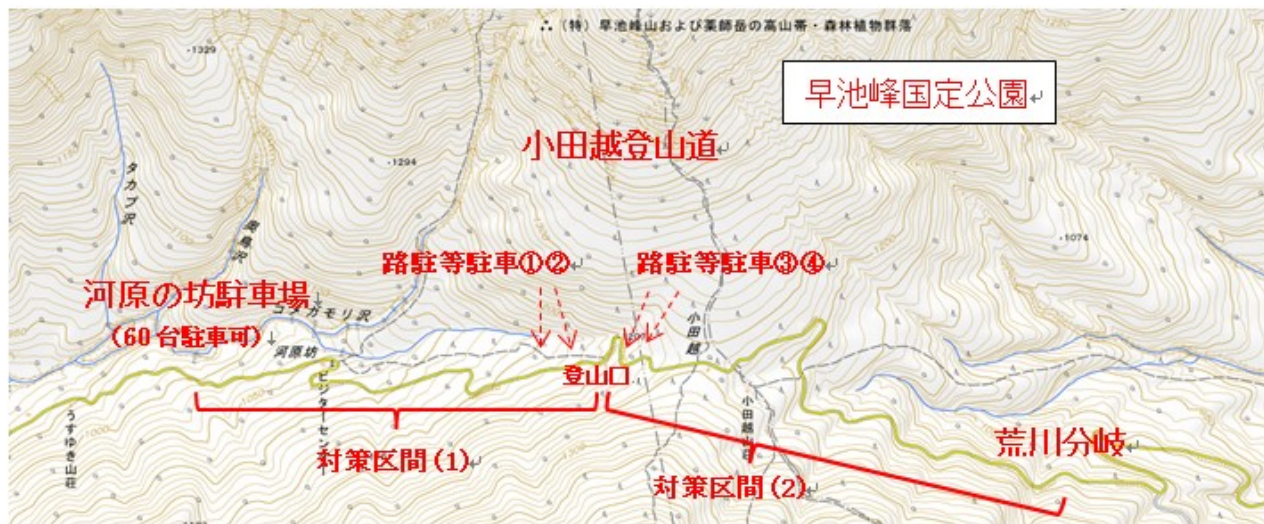 ∴(特)早池峰山および薬師岳の高山帯・森林植物群落
・1329
早池峰国定公園
小田越登山道
・1294
タカブ沢
1100
1200
・1074
路駐等駐車①②
路駐等駐車③④
河原の坊駐車場
(60台駐車可)
コタガモリ沢
小田越
河原坊
登山口
ビジターセン
1050
1000
うすゆき山荘
小田越山荘
荒川分岐
対策区間(1)
対策区間(2)